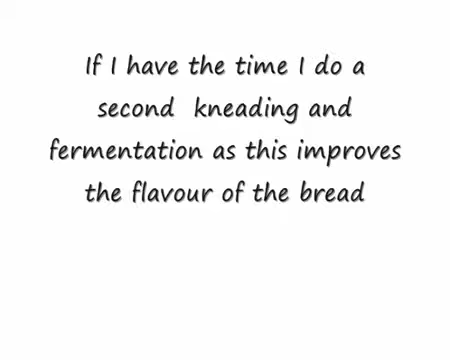 If I have the time I do a
second kneading and
fermentation as this improves
the flavour of the bread